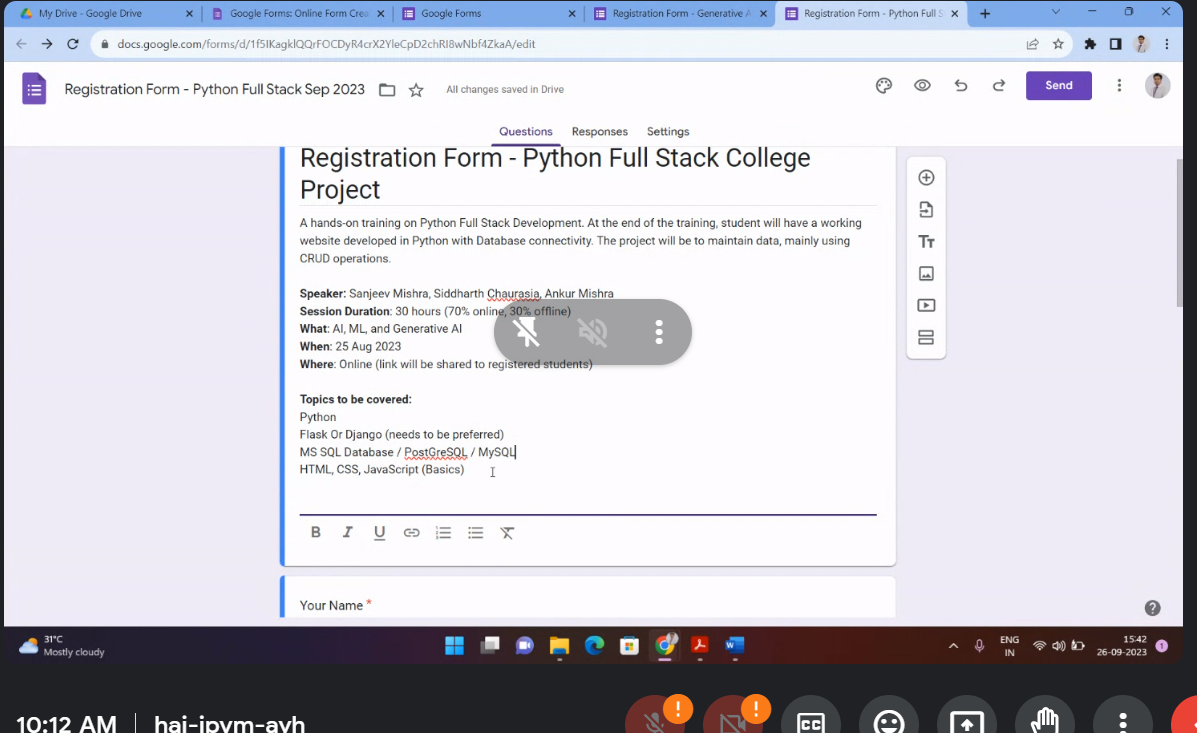 My Drive - Google Drive
Google Forms: Online Form Crea
Google Forms
Registration Form - Generative A
Registration Form - Python Full S
docs.google.com/forms/d/1f5IKagklQQrFOCDyR4crX2YleCpD2chRI8wNbf4ZkaA/edit
Registration Form - Python Full Stack Sep 2023
All changes saved in Drive
Send
Questions Responses Settings
Registration Form - Python Full Stack College
Project
A hands-on training on Python Full Stack Development. At the end of the training, student will have a working
website developed in Python with Database connectivity. The project will be to maintain data, mainly using
CRUD operations.
Speaker: Sanjeev Mishra, Siddharth Chaurasia, Ankur Mishra
Session Duration: 30 hours (70% online, 30% offline)
What: AI, ML, and Generative AI
When: 25 Aug 2023
Where: Online (link will be shared to registered students)
Topics to be covered:
Python
Flask Or Django (needs to be preferred)
MS SQL Database / PostGreSQL / MySQL
HTML, CSS, JavaScript (Basics)
Tт
B I U
Your Name *
31°C
Mostly cloudy
ENG
IN
15:42
26-09-2023
1
10:12 AM | hai-jpym-avh
CC